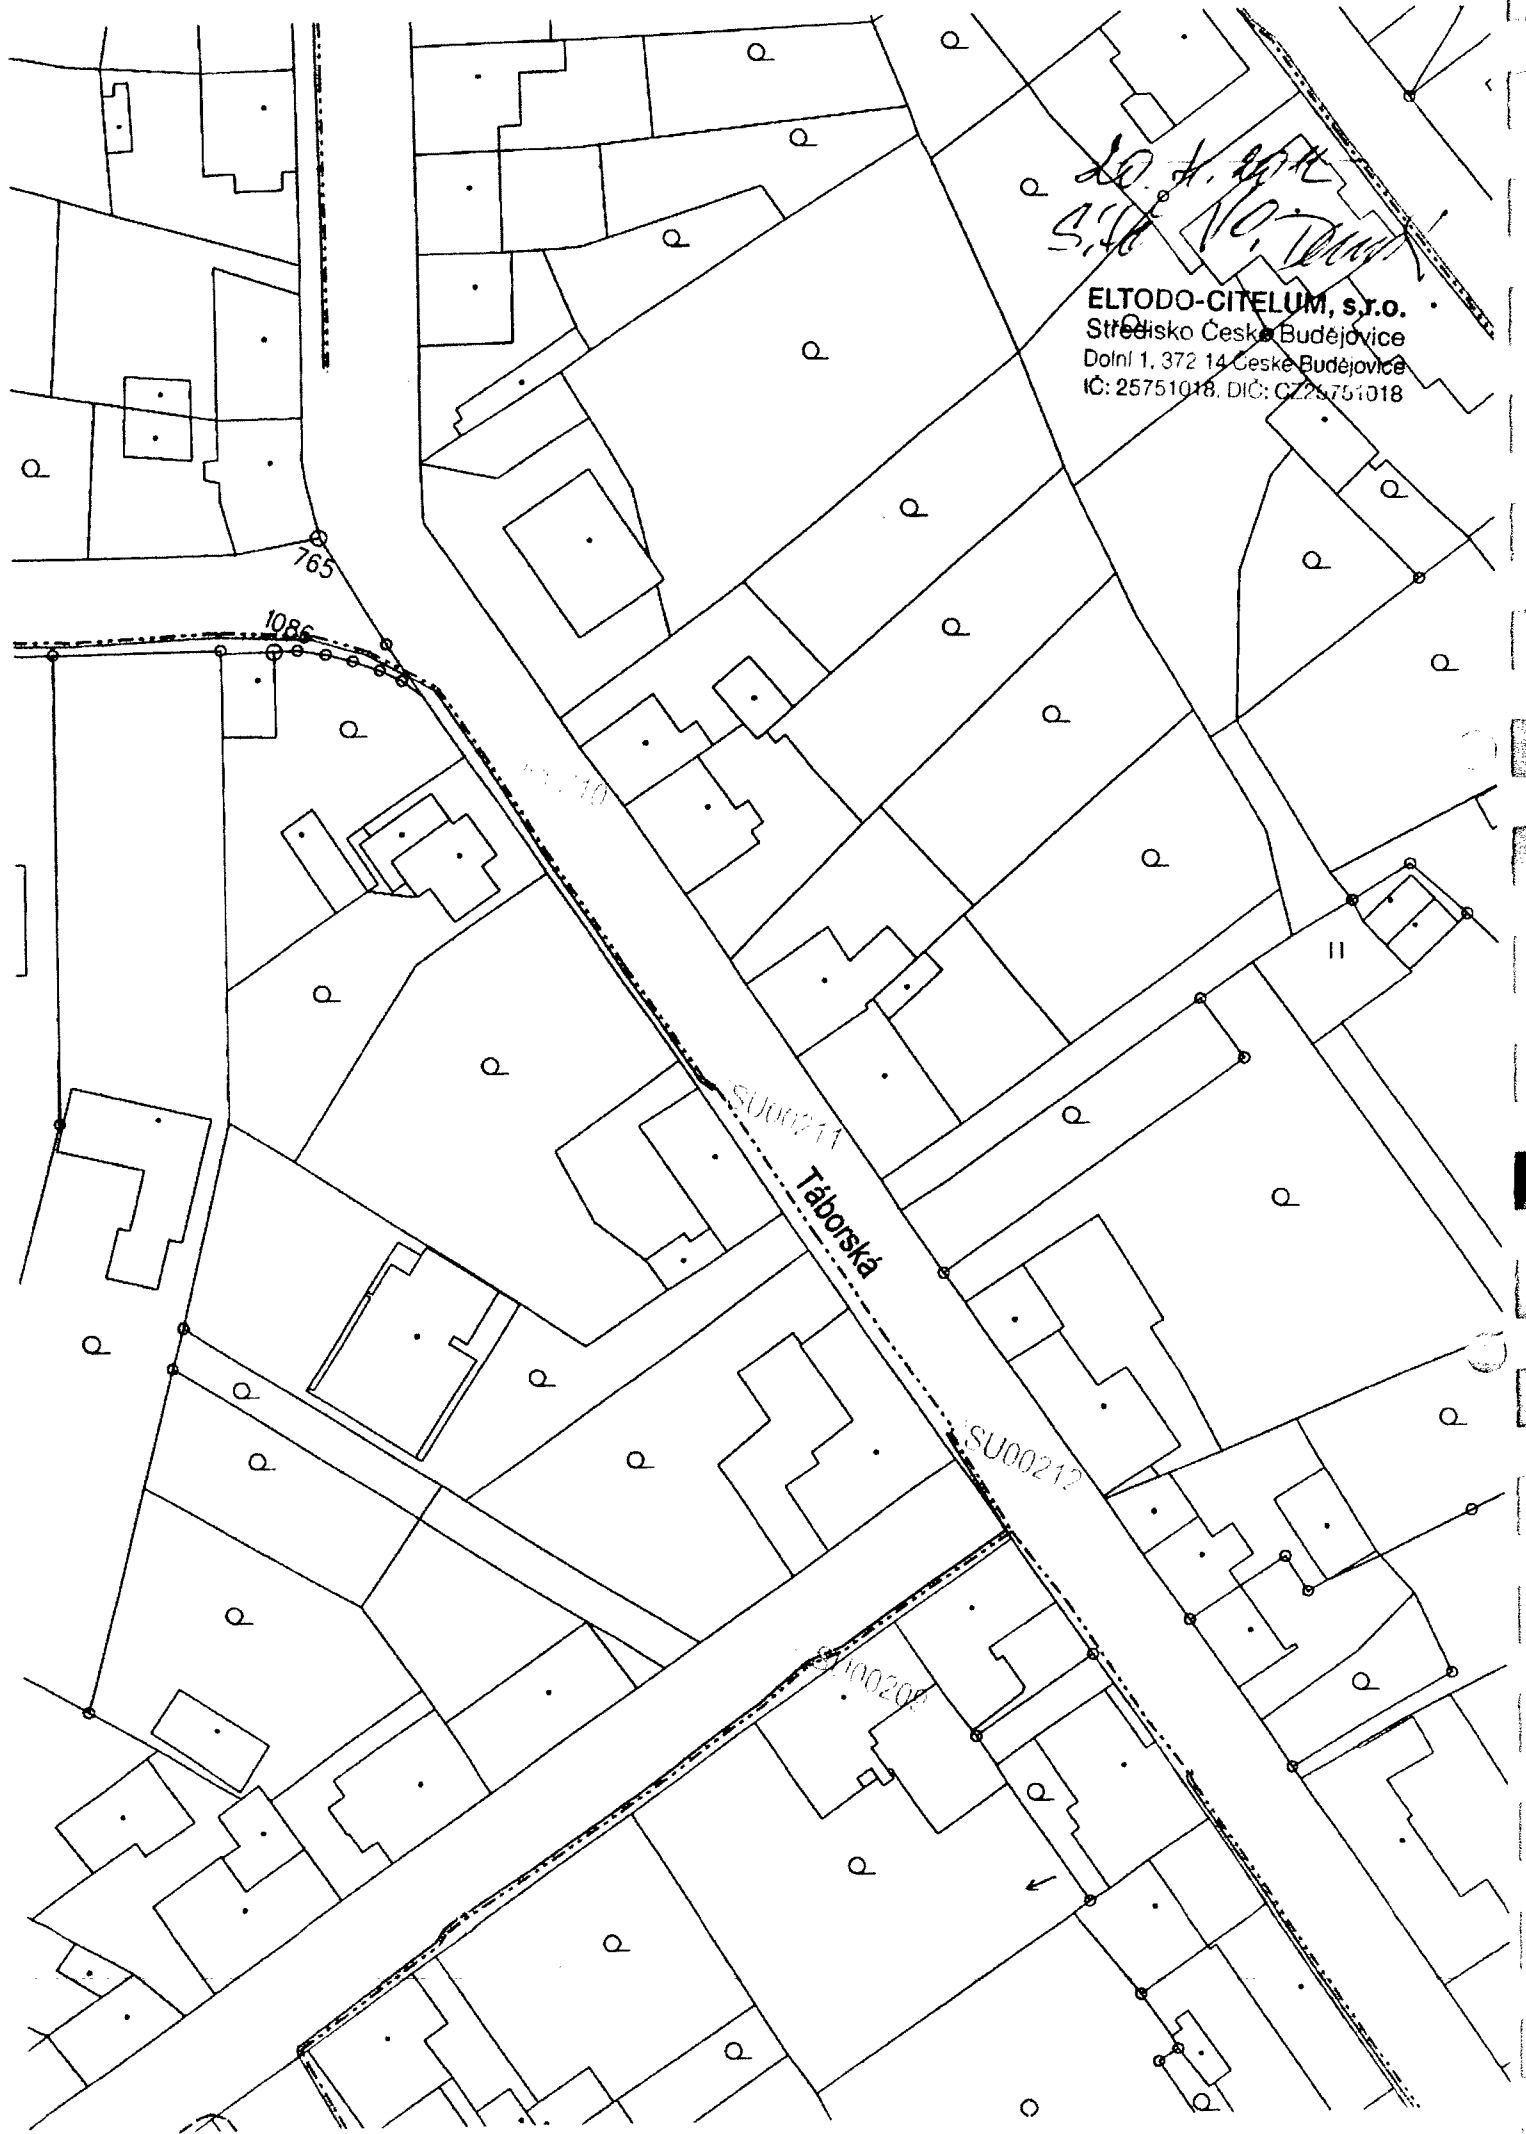 ELTODO-CITELUM, s.r.o.
Středisko České Budějovice
Dolní 1, 372 14 České Budějovice
IČ: 25751018, DIČ: CZ25751018
765
1086
SU00211
Táborská
SU00212